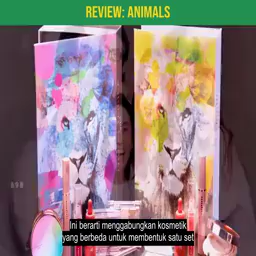 REVIEW: ANIMALS
Ini berarti menggabungkan kosmetik
yang berbeda untuk membentuk satu set